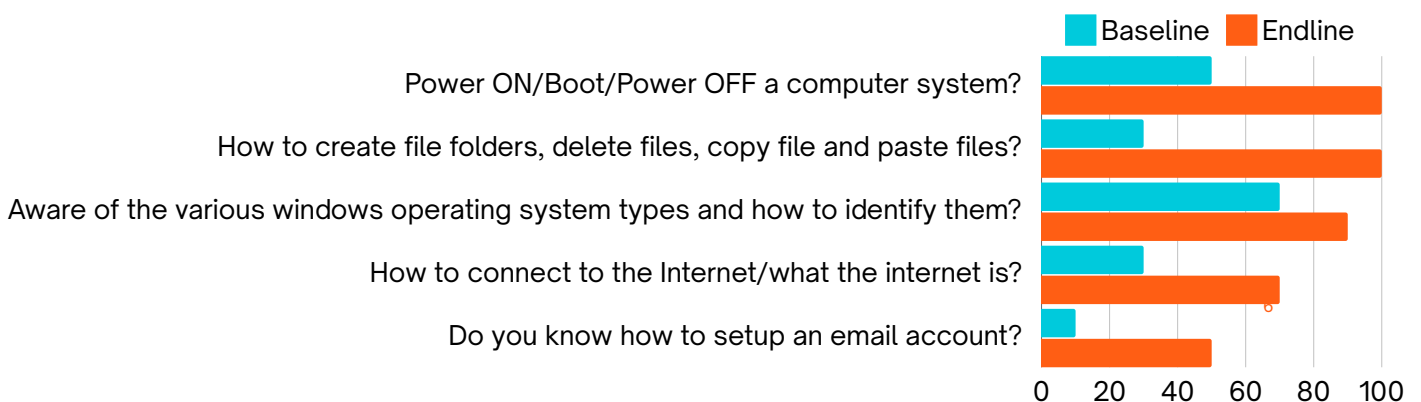 Baseline Endline
Power ON/Boot/Power OFF a computer system?
How to create file folders, delete files, copy file and paste files?
Aware of the various windows operating system types and how to identify them?
How to connect to the Internet/what the internet is?
Do you know how to setup an email account?
0 20 40 60 80 100